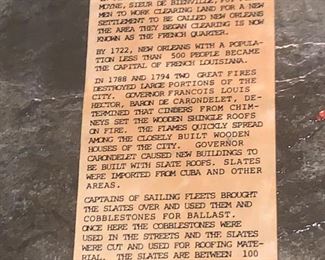 MOYNE, SIEUR DE BIENVILLE,
MEN TO WORK CLEARING LAND FOR A NEW
SETTLEMENT TO BE CALLED NEW ORLEANS
THE AREA THEY BEGAN CLEARING IS NOW
KNOWN AS THE FRENCH QUARTER.
BY 1722, NEW ORLEANS WITH A POPULA-
TION LESS THAN 500 PEOPLE BECAME
THE CAPITAL OF FRENCH LOUISIANA.
IN 1788 AND 1794 TWO GREAT FIRES
DESTROYED LARGE PORTIONS OF THE
CITY. GOVERNOR FRANCOIS LOUIS
HECTOR, BARON DE CARONDELET, DE-
TERMINED THAT CINDERS FROM CHIM-
NEYS SET THE WOODEN SHINGLE ROOFS
ON FIRE. THE FLAMES QUICKLY SPREAD
AMONG THE CLOSELY BUILT WOODEN
HOUSES OF THE CITY. GOVERNOR
CARONDELET CAUSED NEW BUILDINGS TO
BE BUILT WITH SLATE ROOFS. SLATES
WERE IMPORTED FROM CUBA AND OTHER
AREAS.
CAPTAINS OF SAILING FLEETS BROUGHT
THE SLATES OVER AND USED THEM AND
COBBLESTONES FOR BALLAST.
ONCE HERE THE COBBLESTONES WERE
USED IN THE STREETS AND THE SLATES
WERE CUT AND USED FOR ROOFING MATE-
RIAL. THE SLATES ARE BETWEEN 100